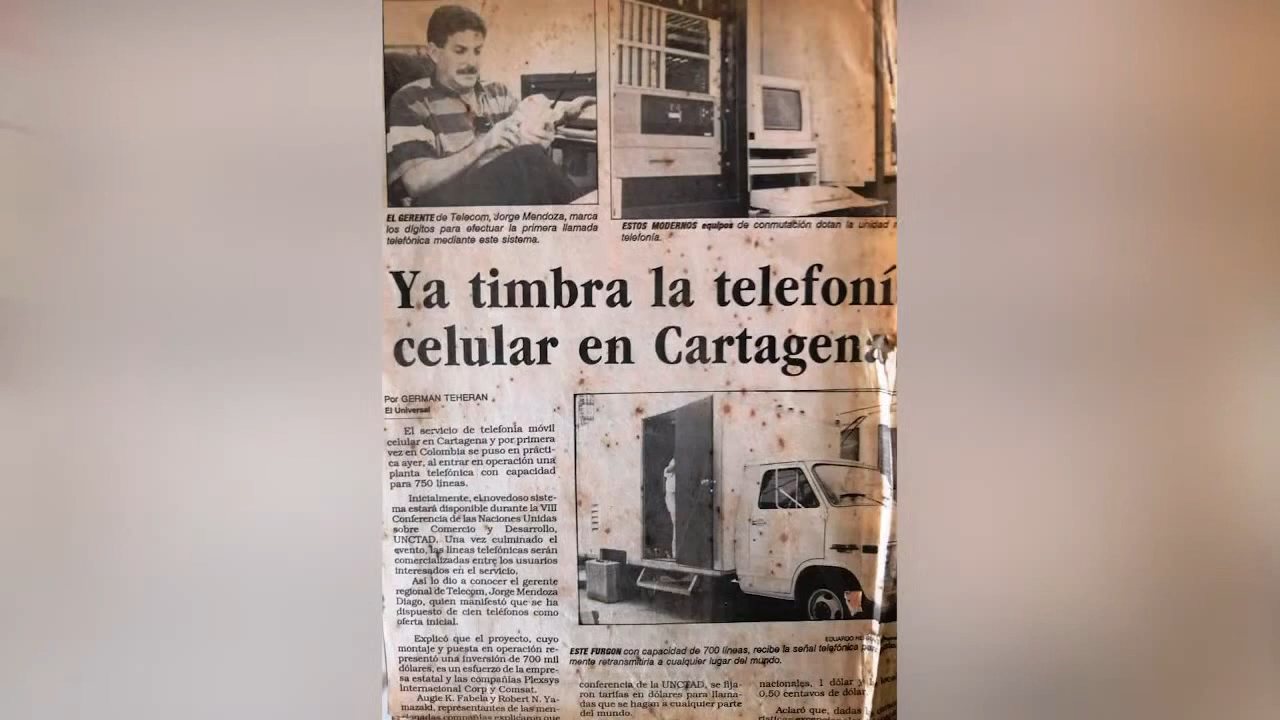 EL GERENTE de Telecom, Jorge Mendoza, marca
los dígitos para efectuar la primera llamada
telefónica mediante este sistema.
ESTOS MODERNOS equipos de conmutación dotan la unidad
telefonía.
Ya timbra la telefoní
celular en Cartagena
Por GERMAN TEHERAN
El Universal
El servicio de telefonía móvil
celular en Cartagena y por primera
vez en Colombia se puso en prácti-
ca ayer, al entrar en operación una
planta telefónica con capacidad
para 750 líneas.
Inicialmente, el novedoso siste-
ma estará disponible durante la VIII
Conferencia de las Naciones Unidas
sobre Comercio y Desarrollo,
UNCTAD. Una vez culminado el
evento, las líneas telefónicas serán
comercializadas entre los usuarios
interesados en el servicio.
Así lo dio a conocer el gerente
regional de Telecom, Jorge Mendoza
Diago, quien manifestó que se ha
dispuesto de cien teléfonos como
oferta inicial.
Explicó que el proyecto, cuyo
montaje y puesta en operación re-
presentó una inversión de 700 mil
dólares, es un esfuerzo de la empre-
sa estatal y las compañías Plexsys
Internacional Corp y Comsat.
Augie K. Fabela y Robert N. Ya-
mazaki, representantes de las men-
cionadas compañías explicaron que
EDUARDO
ESTE FURGON con capacidad de 700 líneas, recibe la señal telefónica
mente retransmitirla a cualquier lugar del mundo.
conferencia de la UNCTAD, se fija-
ron tarifas en dólares para llama-
das que se hagan a cualquier parte
del mundo.
nacionales, 1 dólar y
0,50 centavos de dólar
Aclaró que, dadas